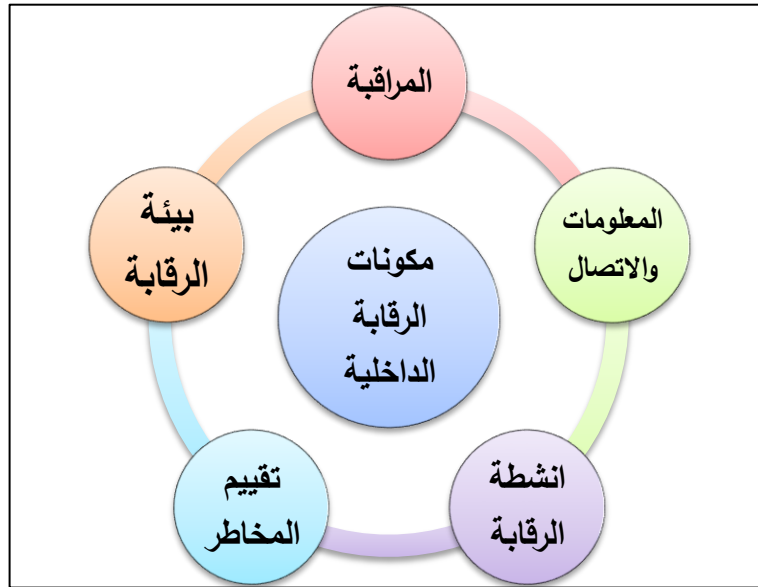 المراقبة
المعلومات
والاتصال
بيئة
الرقابة
مكونات
الرقابة
الداخلية
انشطة
الرقابة
تقييم
المخاطر